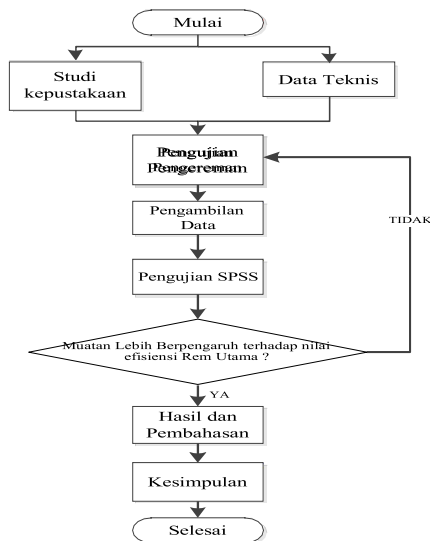 Mulai
Studi
kepustakaan
Data Teknis
Pengujian
Pengereman
Pengambilan
Data
TIDAK
Pengujian SPSS
Muatan Lebih Berpengaruh terhadap nilai
efisiensi Rem Utama ?
YA
Hasil dan
Pembahasan
Kesimpulan
Selesai